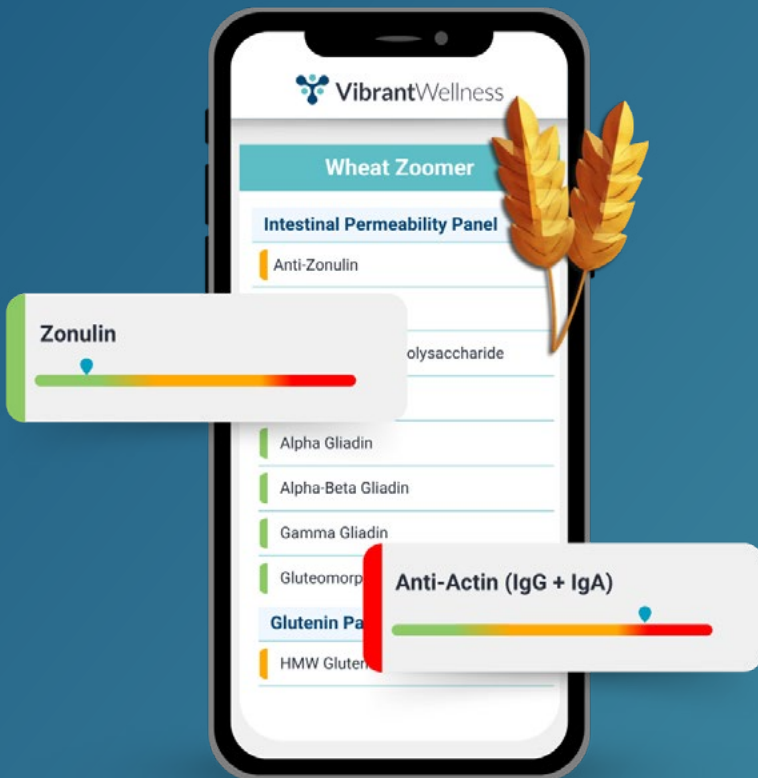 VibrantWellness
Wheat Zoomer
Intestinal Permeability Panel
Anti-Zonulin
Zonulin
Alpha Gliadin
Alpha-Beta Gliadin
Gamma Gliadin
Anti-Actin (IgG + IgA)
HMW